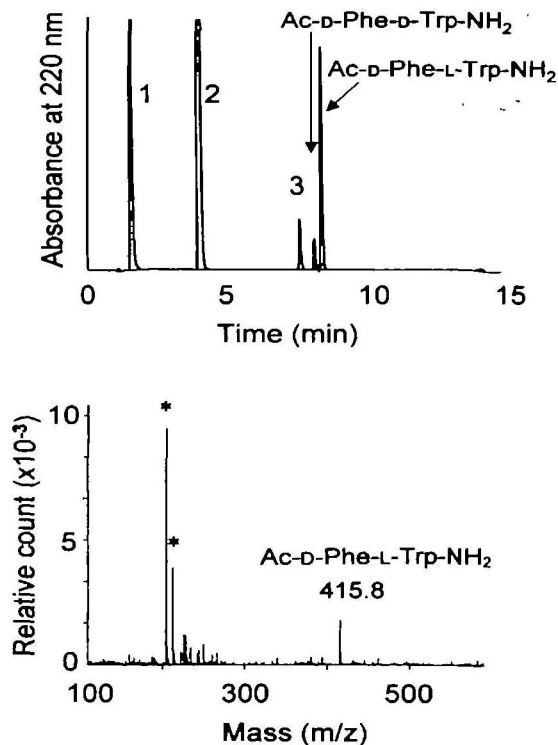 Absorbance at 220 nm
Ac-D-Phe-D-Trp-NH₂
Ac-D-Phe-L-Trp-NH₂
1
2
3
0 5 10 15
Time (min)
Relative count (x10⁻³)
10
5
0
*
*
Ac-D-Phe-L-Trp-NH₂
415.8
100 300 500
Mass (m/z)